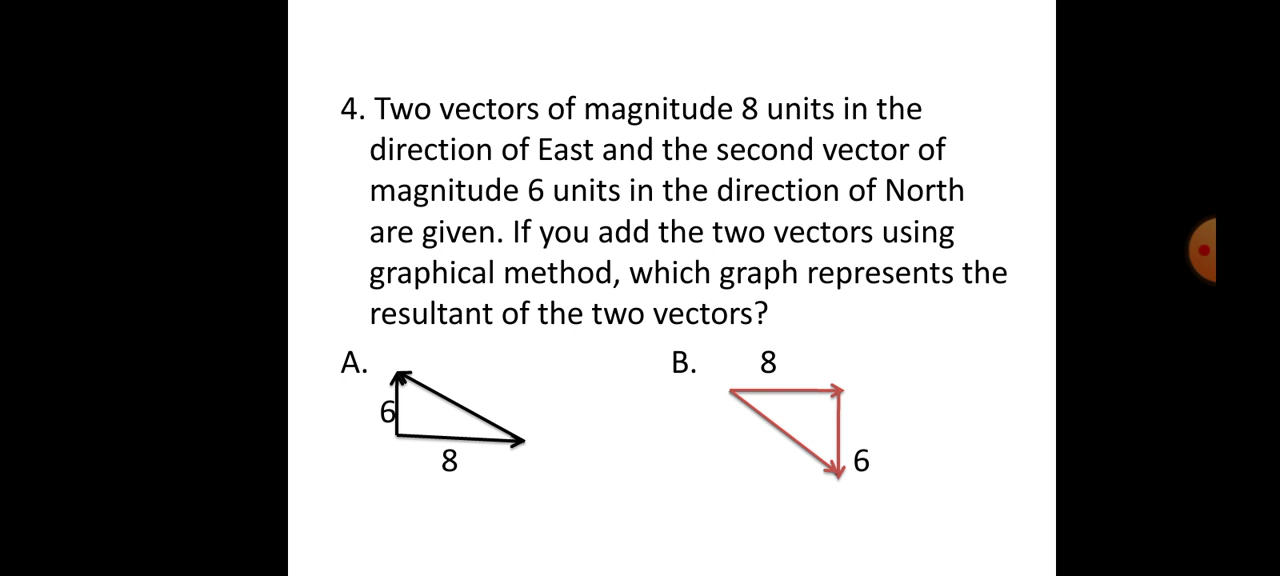 4. Two vectors of magnitude 8 units in the
direction of East and the second vector of
magnitude 6 units in the direction of North
are given. If you add the two vectors using
graphical method, which graph represents the
resultant of the two vectors?
A.
6
8
B.
8
6